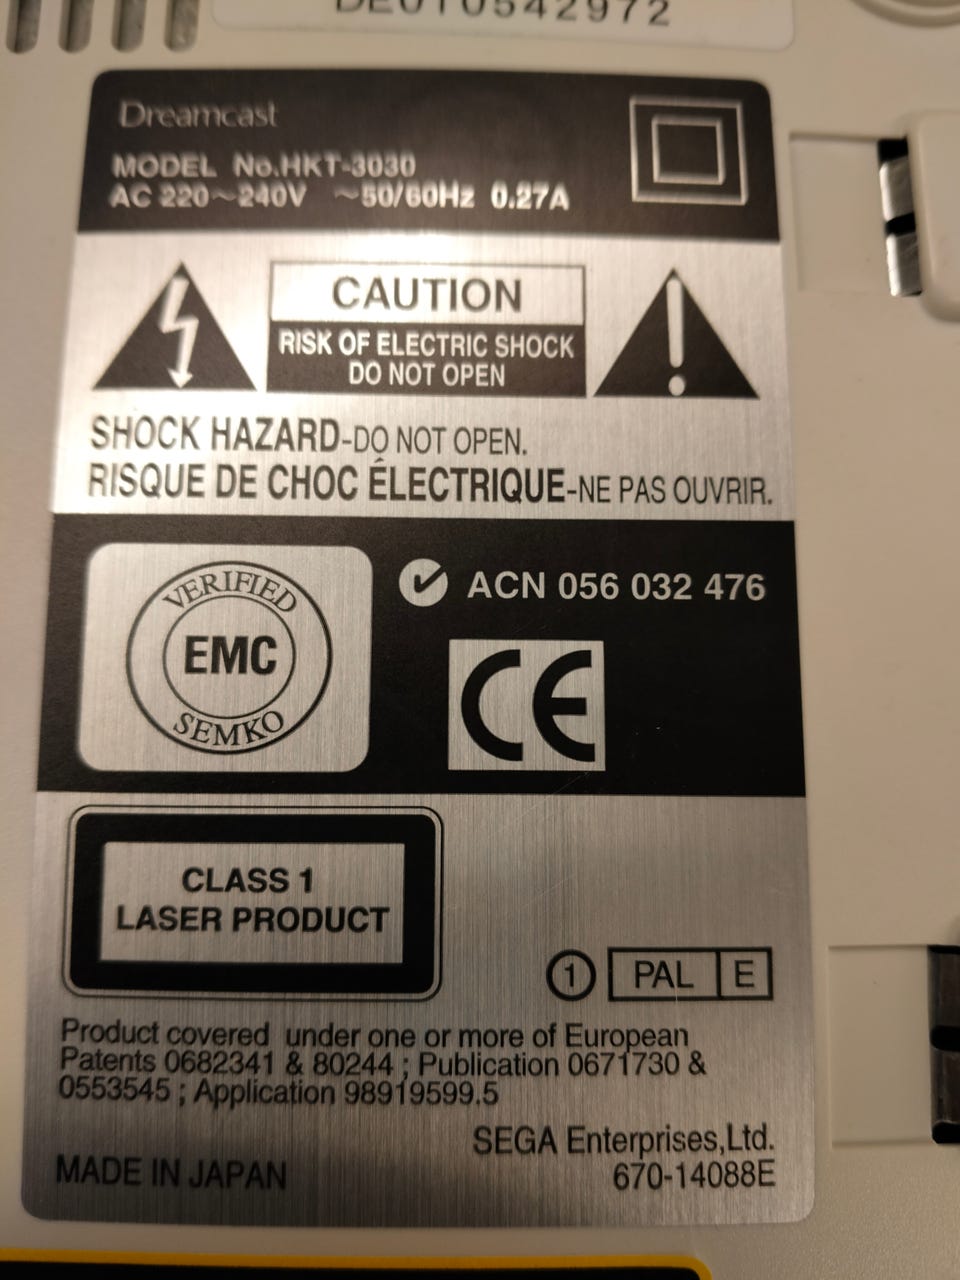 DE010542972
Dreamcast
MODEL No.HKT-3030
AC 220~240V ~50/60Hz 0.27A
CAUTION
RISK OF ELECTRIC SHOCK
DO NOT OPEN
SHOCK HAZARD-DO NOT OPEN.
RISQUE DE CHOC ÉLECTRIQUE-NE PAS OUVRIR.
VERIFIED
EMC
SEMKO
ACN 056 032 476
CE
CLASS 1
LASER PRODUCT
1 PAL E
Product covered under one or more of European
Patents 0682341 & 80244 ; Publication 0671730 &
0553545 ; Application 98919599.5
SEGA Enterprises,Ltd.
MADE IN JAPAN 670-14088E